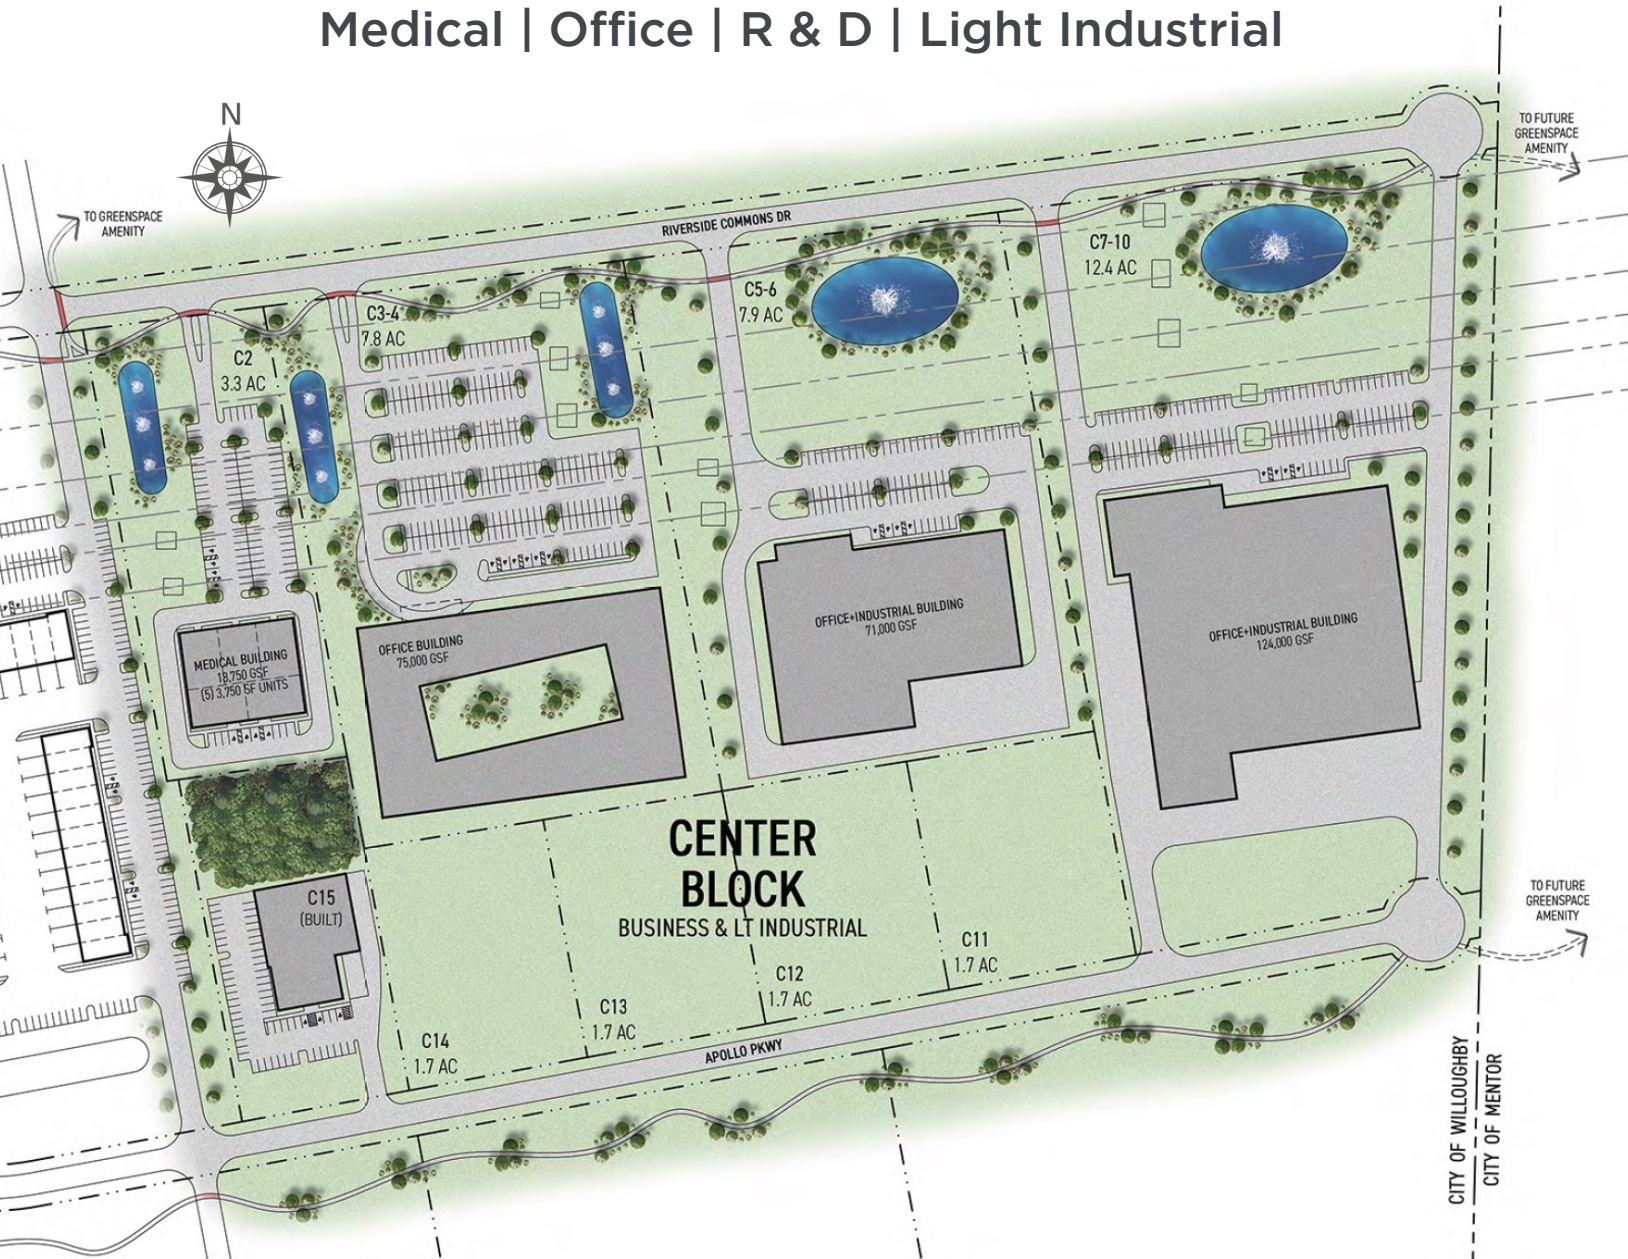 Medical | Office | R & D | Light Industrial
N
TO FUTURE
GREENSPACE
AMENITY
TO GREENSPACE
AMENITY
RIVERSIDE COMMONS DR
C7-10
12.4 AC
C5-6
7.9 AC
C3-4
7.8 AC
C2
3.3 AC
OFFICE+INDUSTRIAL BUILDING
71,000 GSF
OFFICE+INDUSTRIAL BUILDING
124,000 GSF
OFFICE BUILDING
75,000 GSF
MEDICAL BUILDING
18,750 GSF
(5) 3,750 SF UNITS
CENTER
BLOCK
BUSINESS & LT INDUSTRIAL
C15
(BUILT)
TO FUTURE
GREENSPACE
AMENITY
C11
1.7 AC
C12
1.7 AC
C13
1.7 AC
C14
1.7 AC
APOLLO PKWY
CITY OF WILLOUGHBY
CITY OF MENTOR